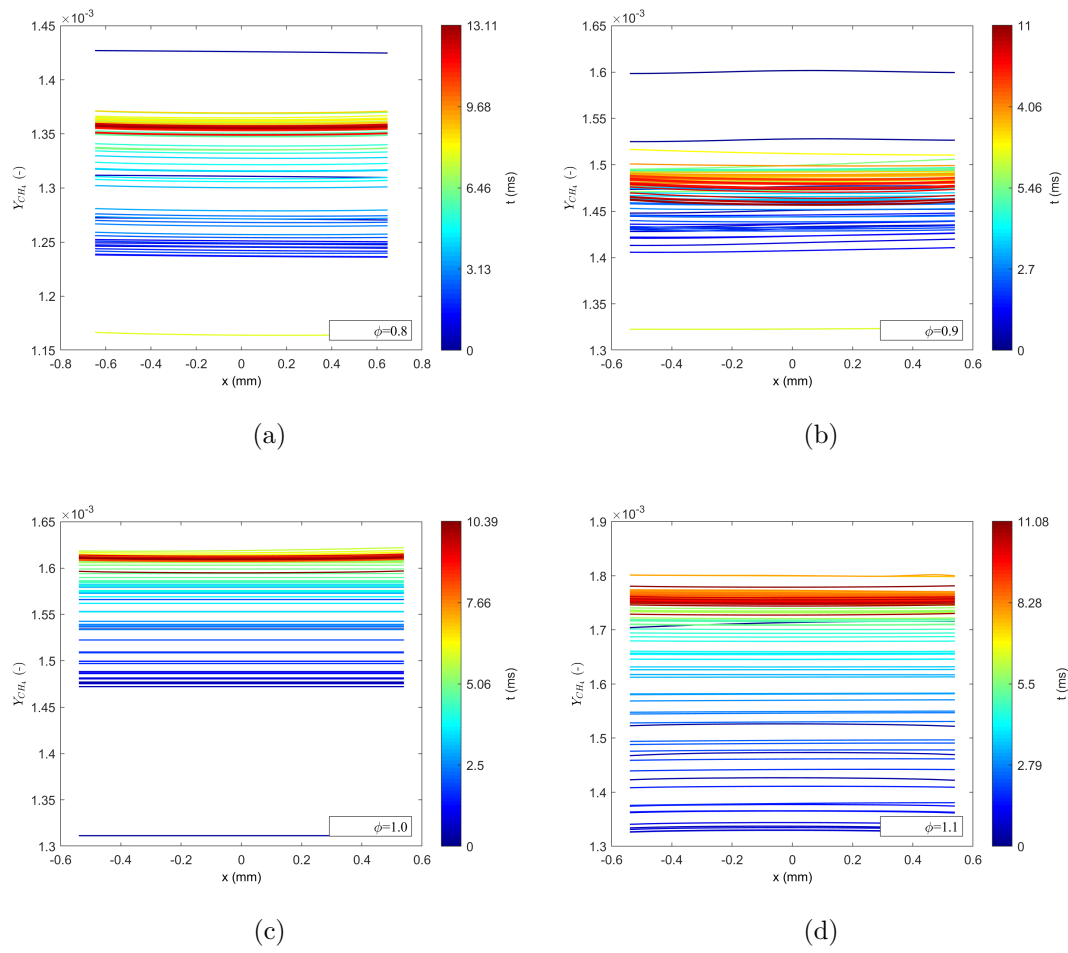 ×10⁻³
1.45
1.4
1.35
1.3
1.25
1.2
1.15
Y_{CH₄} (-)
-0.8 -0.6 -0.4 -0.2 0 0.2 0.4 0.6 0.8
x (mm)
ϕ=0.8
13.11
9.68
6.46
3.13
0
t (ms)
(a)
×10⁻³
1.65
1.6
1.55
1.5
1.45
1.4
1.35
1.3
Y_{CH₄} (-)
-0.6 -0.4 -0.2 0 0.2 0.4 0.6
x (mm)
ϕ=0.9
11
4.06
5.46
2.7
0
t (ms)
(b)
×10⁻³
1.65
1.6
1.55
1.5
1.45
1.4
1.35
1.3
Y_{CH₄} (-)
-0.6 -0.4 -0.2 0 0.2 0.4 0.6
x (mm)
ϕ=1.0
10.39
7.66
5.06
2.5
0
t (ms)
(c)
×10⁻³
1.9
1.8
1.7
1.6
1.5
1.4
1.3
Y_{CH₄} (-)
-0.6 -0.4 -0.2 0 0.2 0.4 0.6
x (mm)
ϕ=1.1
11.08
8.28
5.5
2.79
0
t (ms)
(d)